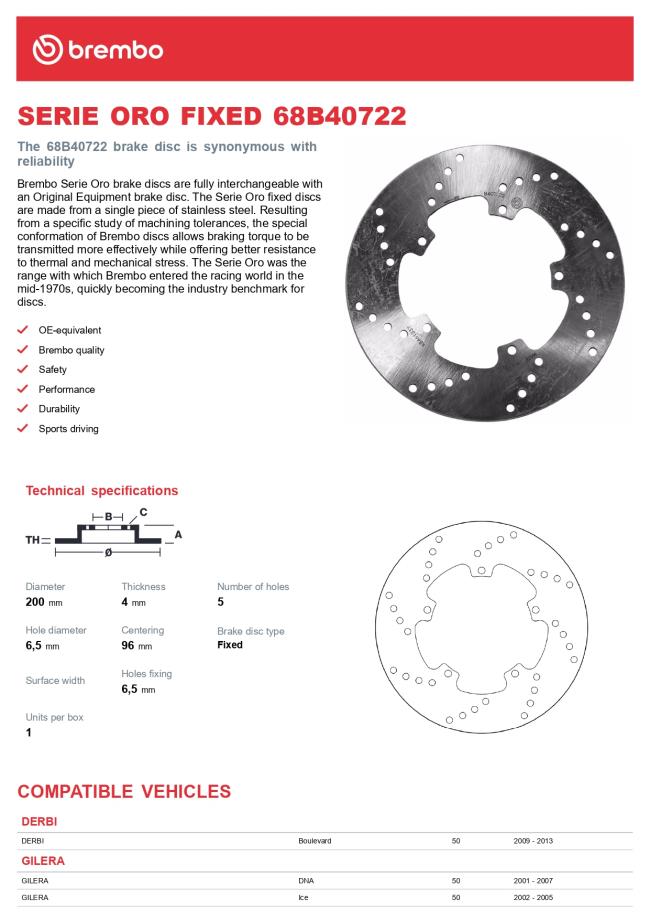 brembo
SERIE ORO FIXED 68B40722
The 68B40722 brake disc is synonymous with
reliability
Brembo Serie Oro brake discs are fully interchangeable with
an Original Equipment brake disc. The Serie Oro fixed discs
are made from a single piece of stainless steel. Resulting
from a specific study of machining tolerances, the special
conformation of Brembo discs allows braking torque to be
transmitted more effectively while offering better resistance
to thermal and mechanical stress. The Serie Oro was the
range with which Brembo entered the racing world in the
mid-1970s, quickly becoming the industry benchmark for
discs.
OE-equivalent
Brembo quality
Safety
Performance
Durability
Sports driving
Technical specifications
B C
TH A
Ø
Diameter Thickness Number of holes
200 mm 4 mm 5
Hole diameter Centering Brake disc type
6,5 mm 96 mm Fixed
Surface width Holes fixing
6,5 mm
Units per box
1
COMPATIBLE VEHICLES
DERBI
DERBI Boulevard 50 2009 - 2013
GILERA
GILERA DNA 50 2001 - 2007
GILERA Ice 50 2002 - 2005